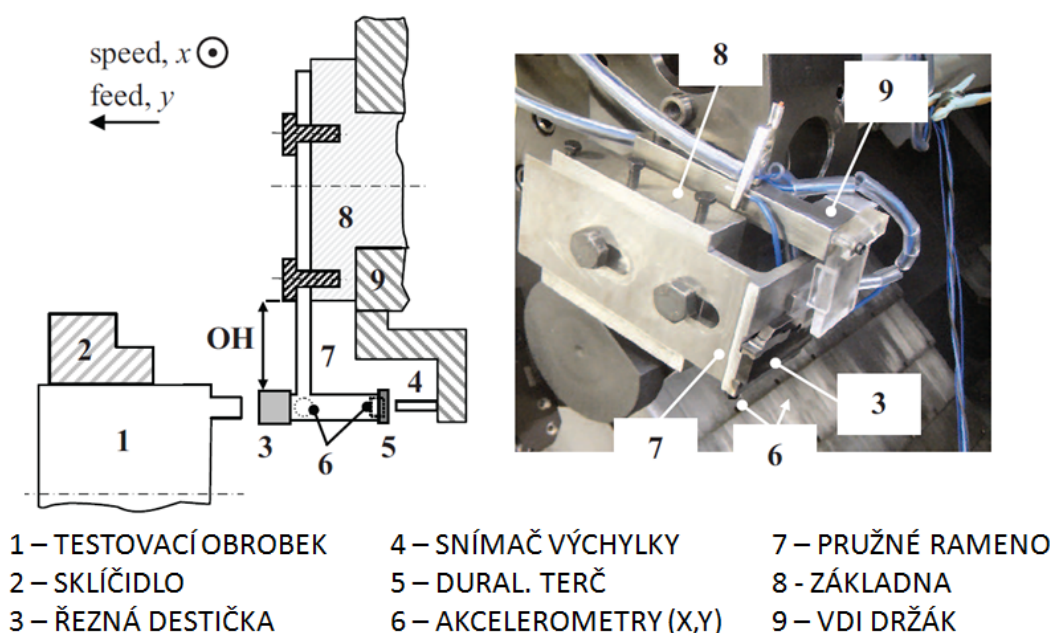 speed, x
feed, y
8
9
8
9
OH
7
2
4
1
3
6
5
7
6
3
1 – TESTOVACÍ OBROBEK
4 – SNÍMAČ VÝCHYLKY
7 – PRUŽNÉ RAMENO
2 – SKLÍČIDLO
5 – DURAL. TERČ
8 - ZÁKLADNA
3 – ŘEZNÁ DESTIČKA
6 – AKCELEROMETRY (X,Y)
9 – VDI DRŽÁK